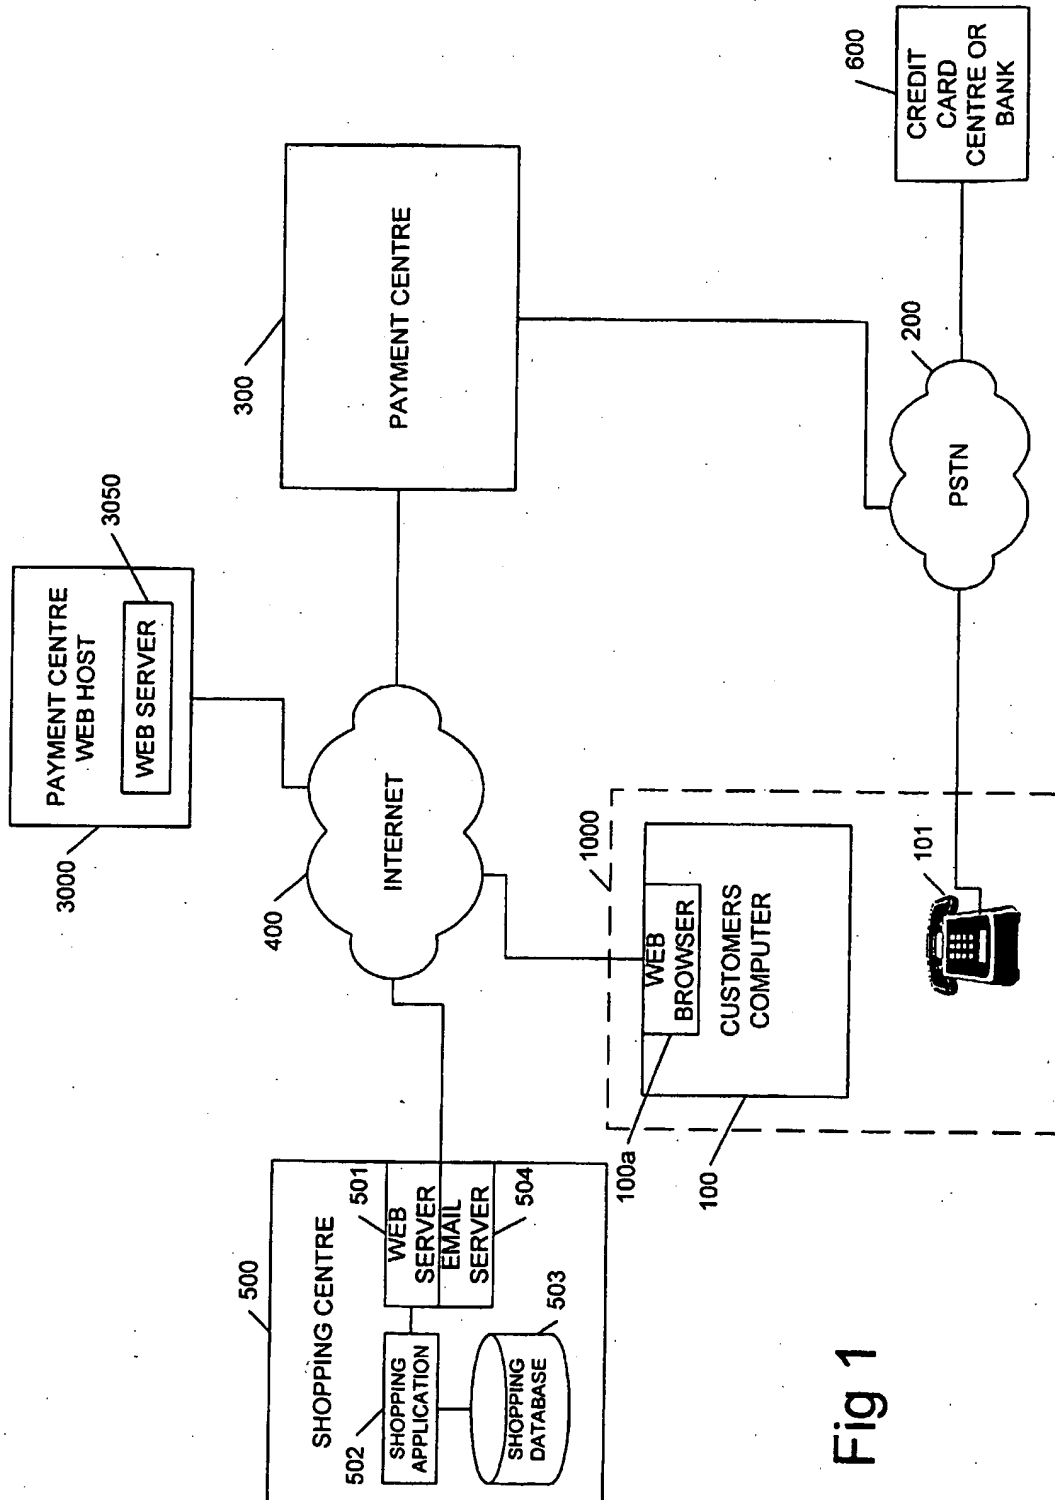 500
SHOPPING CENTRE
502
SHOPPING
APPLICATION
501
WEB
SERVER
EMAIL
SERVER
504
503
SHOPPING
DATABASE
3000
PAYMENT CENTRE
WEB HOST
WEB SERVER
3050
400
INTERNET
300
PAYMENT CENTRE
1000
WEB
BROWSER
CUSTOMERS
COMPUTER
100a
100
101
200
PSTN
600
CREDIT
CARD
CENTRE OR
BANK
Fig 1